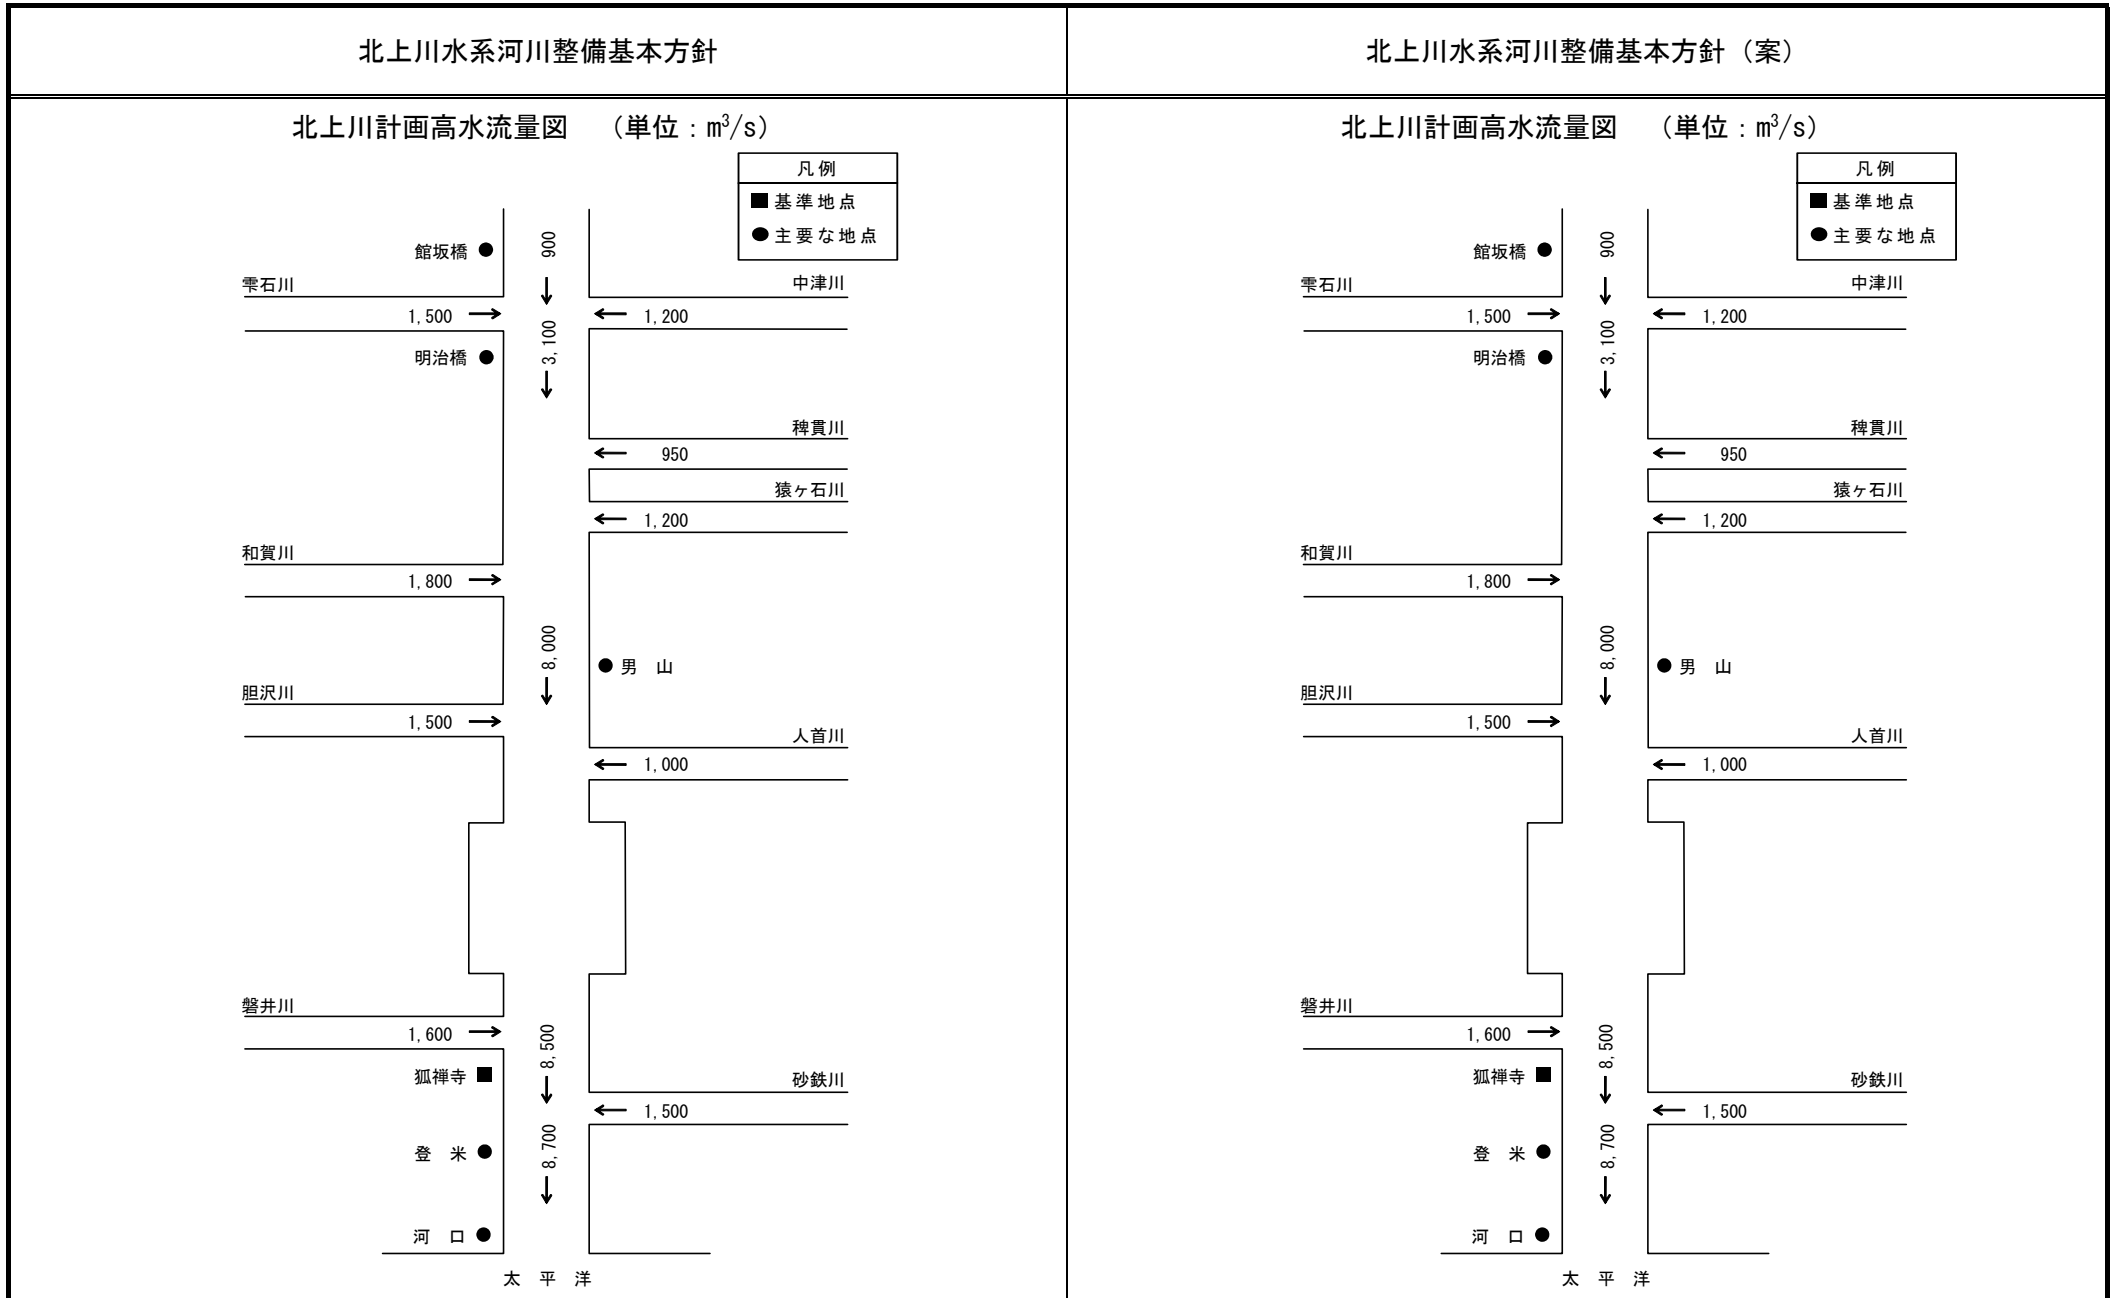 北上川水系河川整備基本方針
北上川計画高水流量図　（単位：m³/s）
凡例
■基準地点
●主要な地点
館坂橋●
900
雫石川
中津川
1,500
1,200
3,100
明治橋●
稗貫川
950
猿ヶ石川
1,200
和賀川
1,800
8,000
●男　山
胆沢川
1,500
人首川
1,000
磐井川
1,600
8,500
狐禅寺■
砂鉄川
1,500
8,700
登　米●
河　口●
太　平　洋
北上川水系河川整備基本方針（案）
北上川計画高水流量図　（単位：m³/s）
凡例
■基準地点
●主要な地点
館坂橋●
900
雫石川
中津川
1,500
1,200
3,100
明治橋●
稗貫川
950
猿ヶ石川
1,200
和賀川
1,800
8,000
●男　山
胆沢川
1,500
人首川
1,000
磐井川
1,600
8,500
狐禅寺■
砂鉄川
1,500
8,700
登　米●
河　口●
太　平　洋